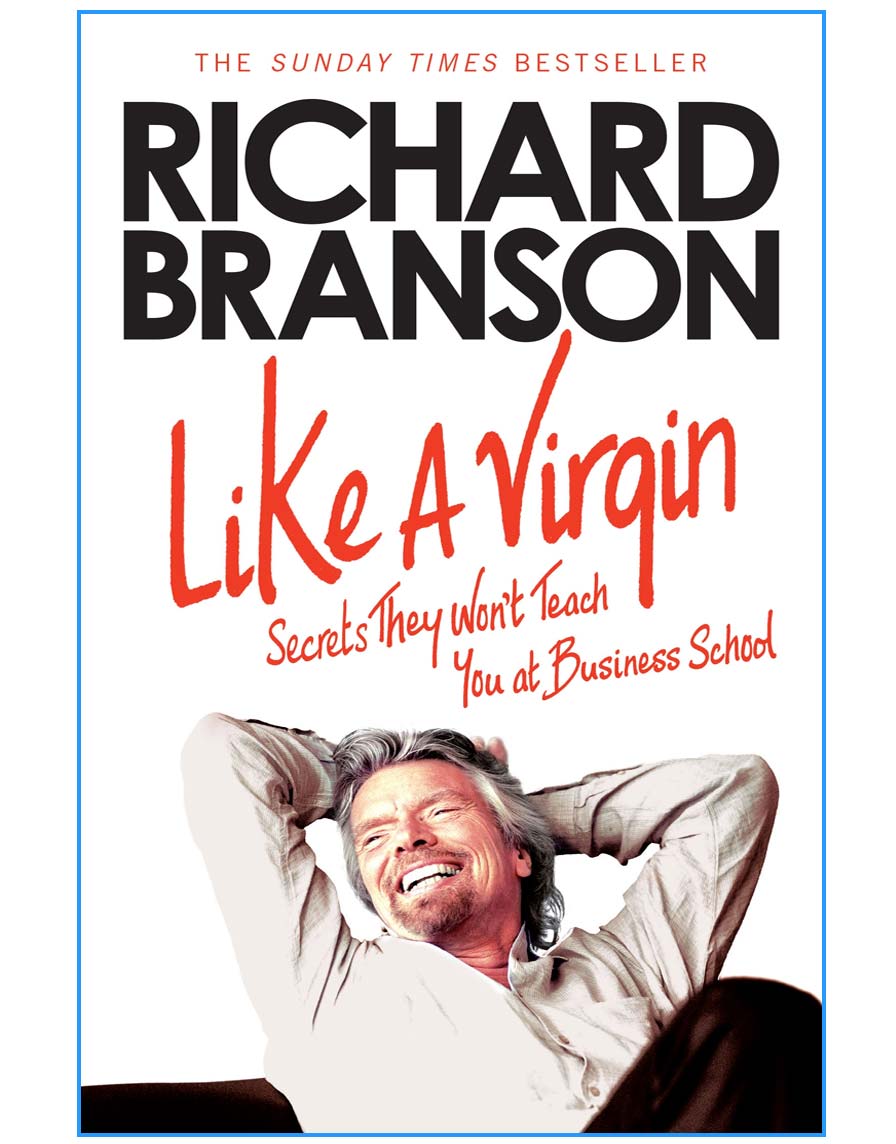 THE SUNDAY TIMES BESTSELLER
RICHARD
BRANSON
Like A Virgin
Secrets They Won't Teach
You at Business School